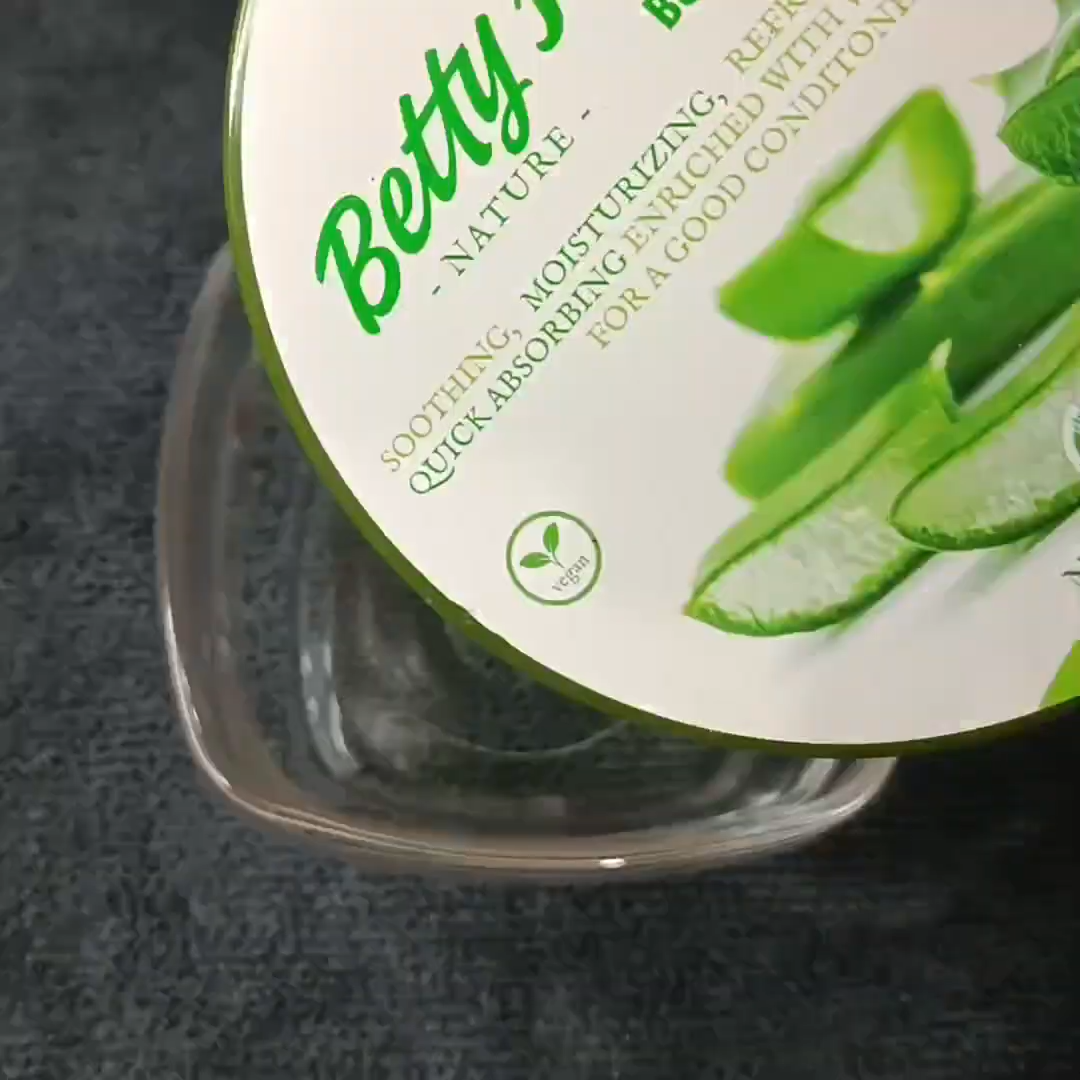 Betty
- NATURE -
SOOTHING, MOISTURIZING,
QUICK ABSORBING ENRICHED WITH
FOR A GOOD
vegan